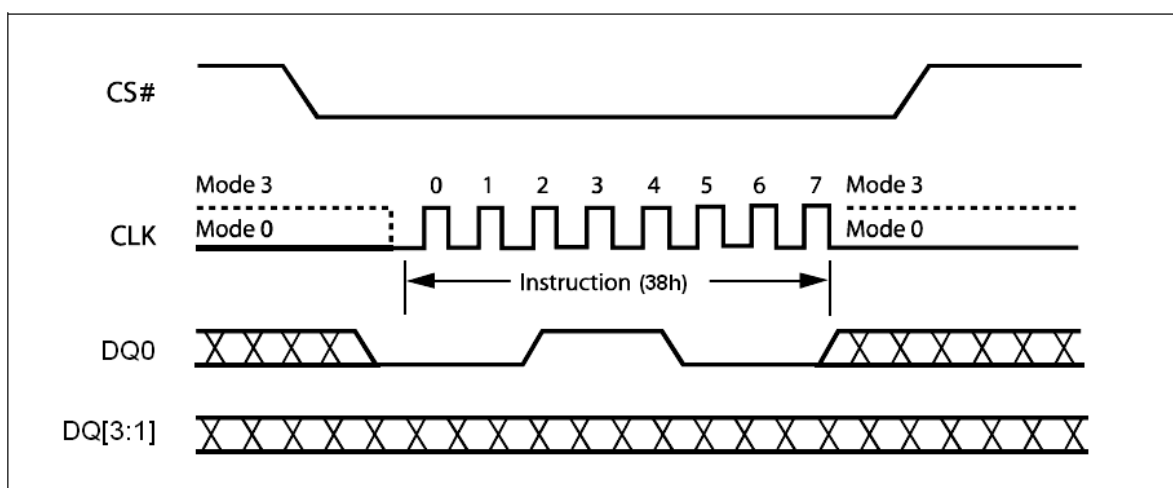 CS#
Mode 3 0 1 2 3 4 5 6 7 Mode 3
CLK Mode 0 Mode 0
Instruction (38h)
DQ0
DQ[3:1]